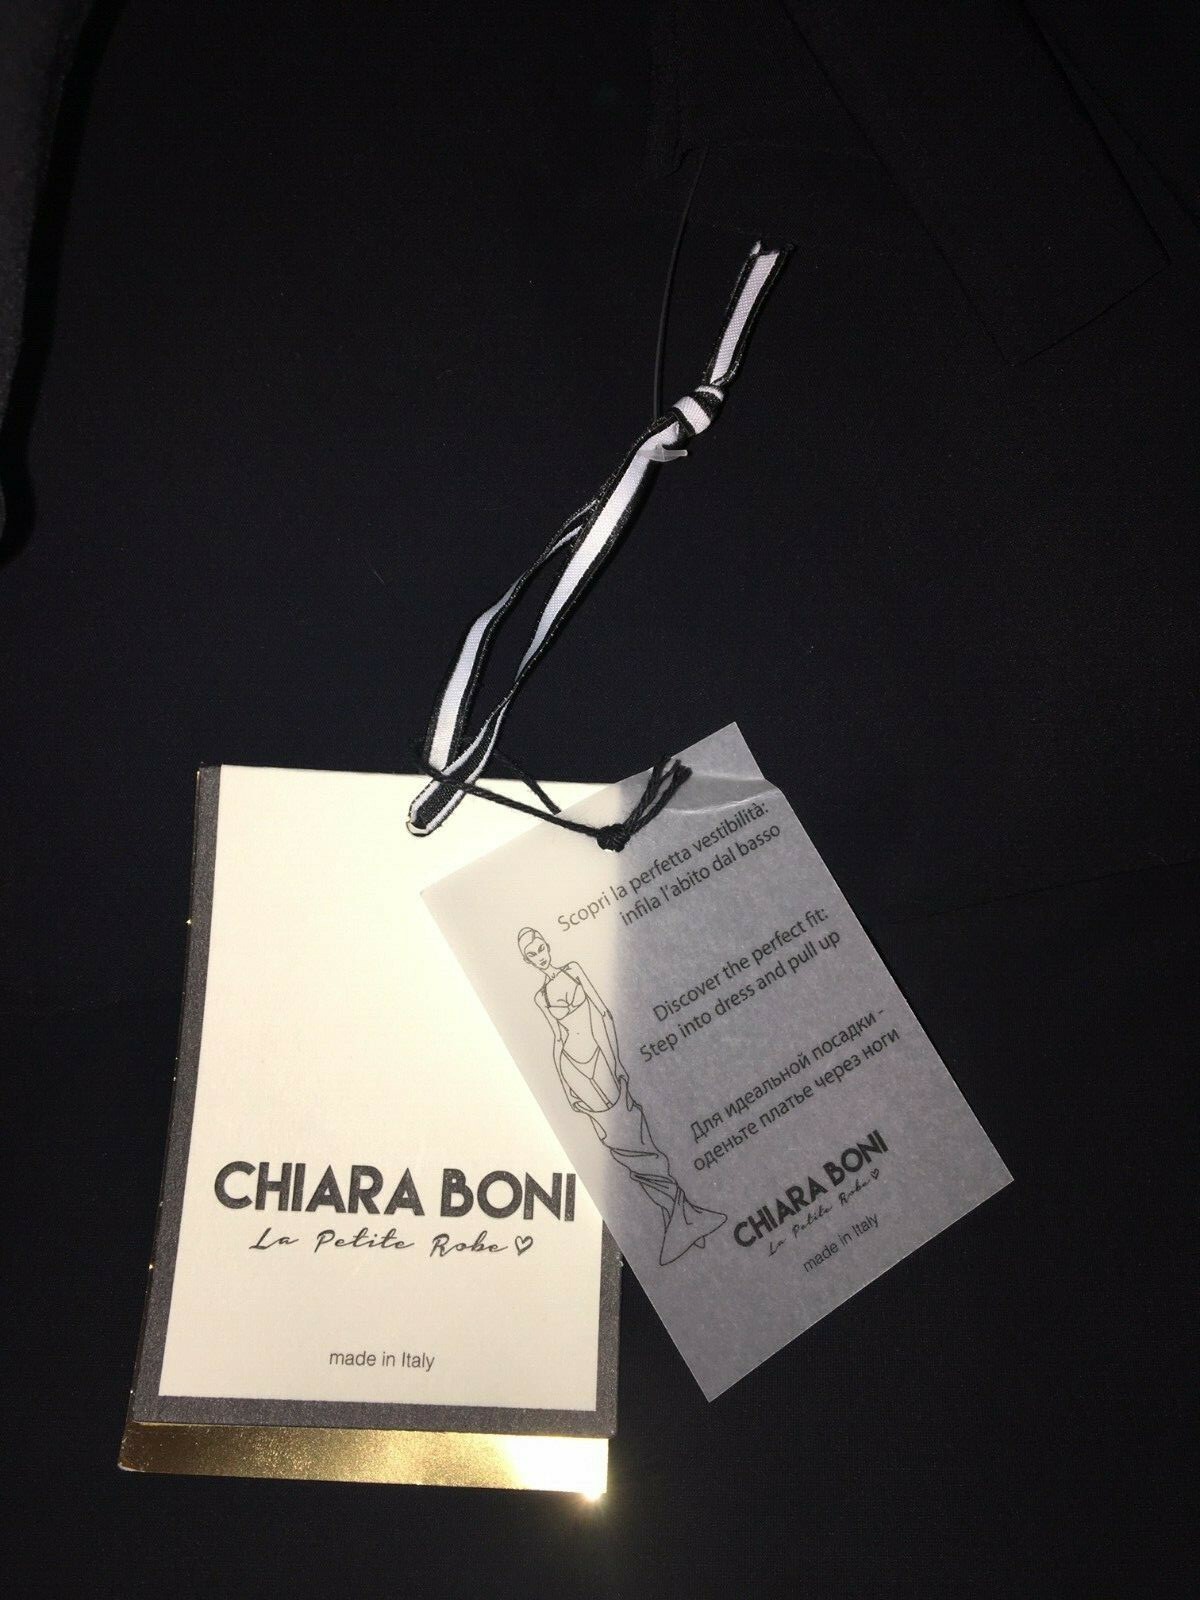 CHIARA BONI
La Petite Robe♡
made in Italy
Scopri la perfetta vestibilità:
infila l'abito dal basso
Discover the perfect fit:
Step into dress and pull up
Для идеальной посадки -
оденьте платье через ноги
CHIARA BONI
La Petite Robe♡
made in Italy